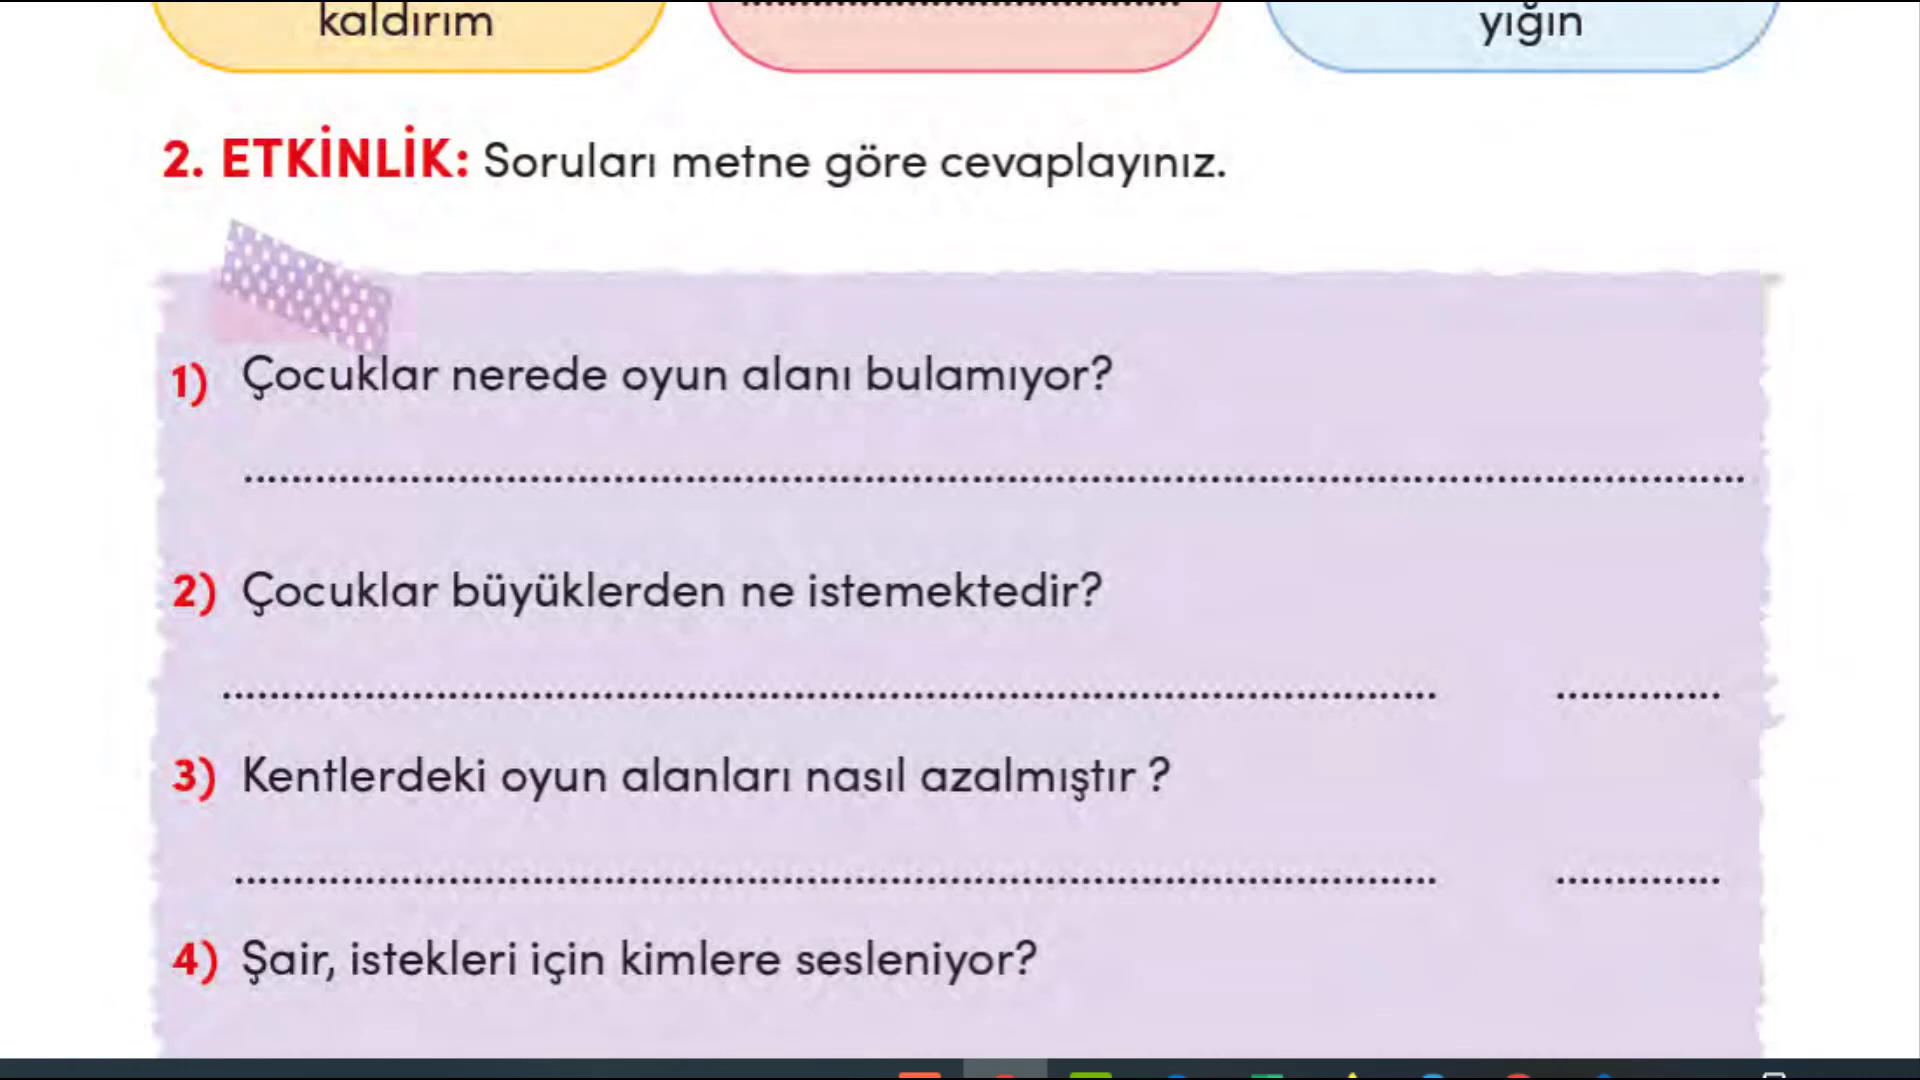 kaldırım
yığın
2. ETKİNLİK: Soruları metne göre cevaplayınız.
1) Çocuklar nerede oyun alanı bulamıyor?
2) Çocuklar büyüklerden ne istemektedir?
3) Kentlerdeki oyun alanları nasıl azalmıştır ?
4) Şair, istekleri için kimlere sesleniyor?